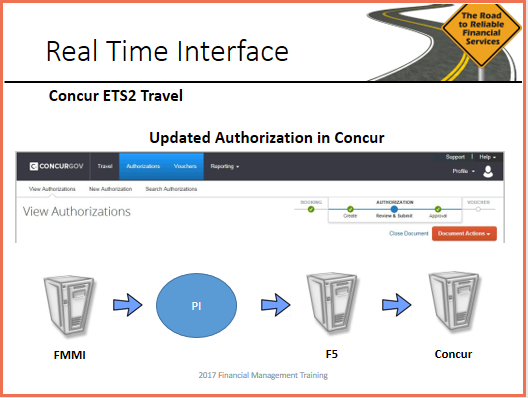 The Road
to Reliable
Financial
Services
Real Time Interface
Concur ETS2 Travel
Updated Authorization in Concur
Support | Help
C CONCURGOV Travel Authorizations Vouchers Reporting Profile
View Authorizations New Authorization Search Authorizations
View Authorizations
BOOKING AUTHORIZATION VOUCHER
Create Review & Submit Approval
Close Document Document Actions
PI
FMMI F5 Concur
2017 Financial Management Training